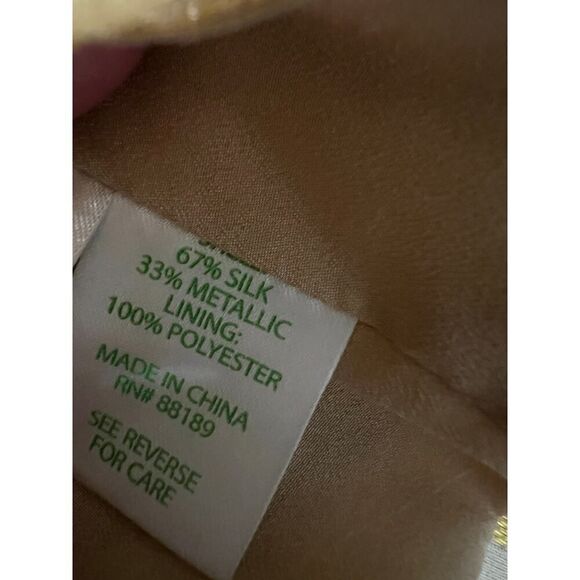 67% SILK
33% METALLIC
LINING:
100% POLYESTER
MADE IN CHINA
RN# 88189
SEE REVERSE
FOR CARE